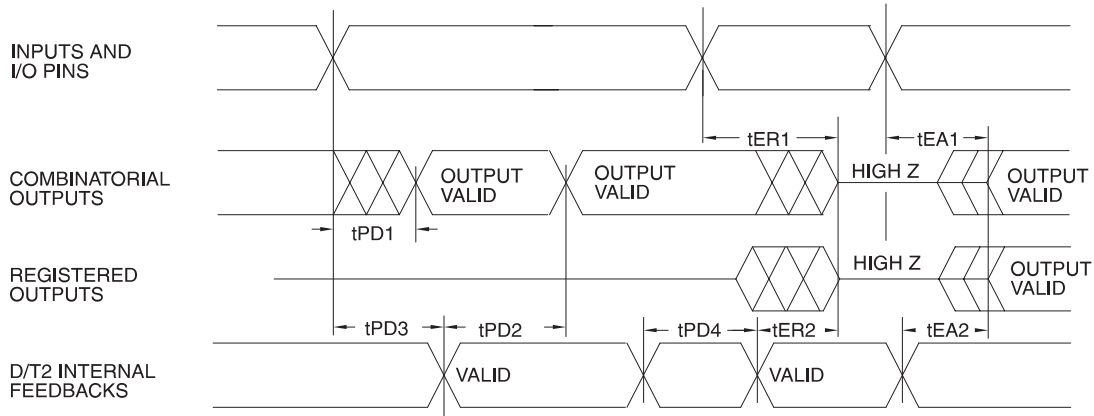 INPUTS AND
I/O PINS
tER1
tEA1
COMBINATORIAL
OUTPUTS
OUTPUT
VALID
OUTPUT
VALID
HIGH Z
OUTPUT
VALID
tPD1
REGISTERED
OUTPUTS
HIGH Z
OUTPUT
VALID
tPD3
tPD2
tPD4
tER2
tEA2
D/T2 INTERNAL
FEEDBACKS
VALID
VALID